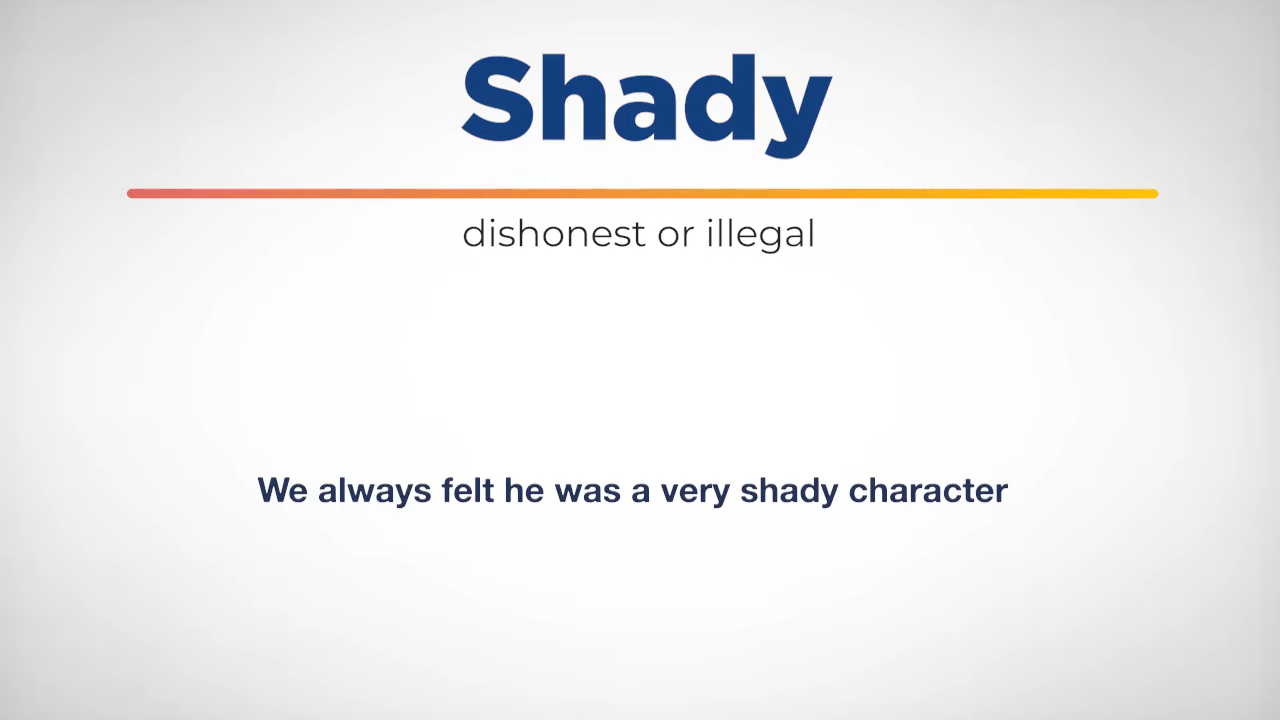 Shady
dishonest or illegal
We always felt he was a very shady character